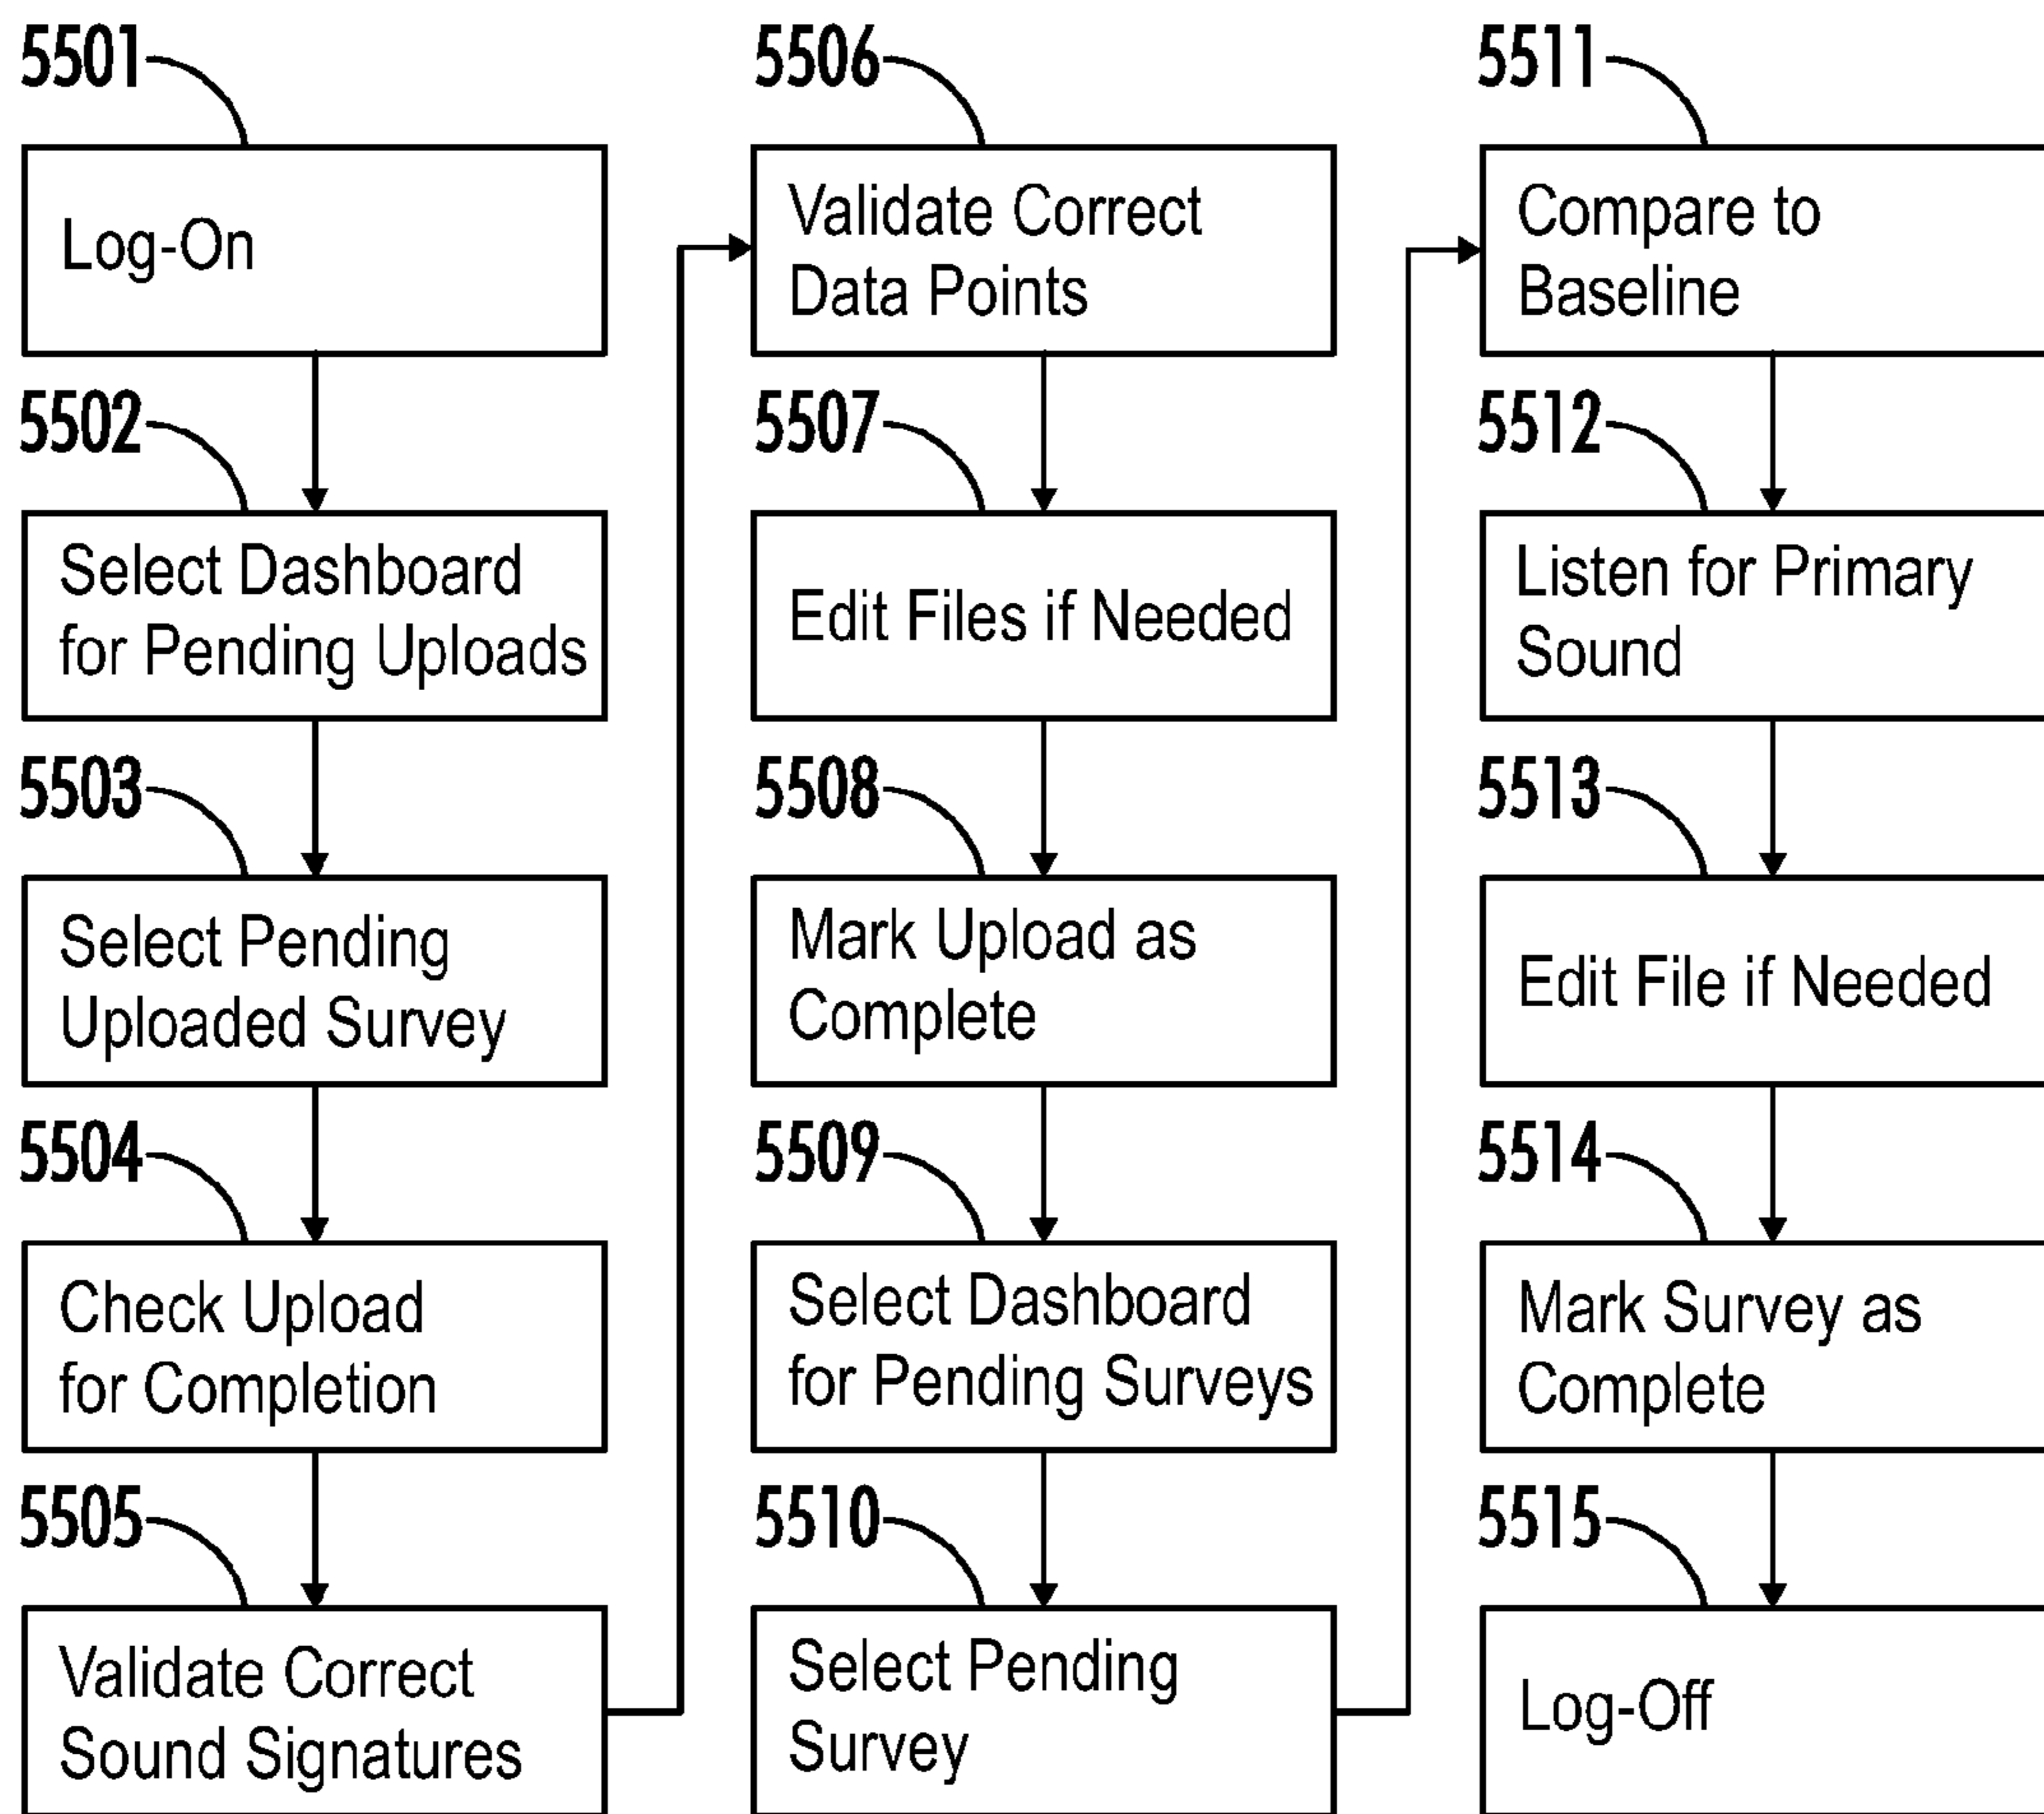 5501
Log-On
5502
Select Dashboard
for Pending Uploads
5503
Select Pending
Uploaded Survey
5504
Check Upload
for Completion
5505
Validate Correct
Sound Signatures
5506
Validate Correct
Data Points
5507
Edit Files if Needed
5508
Mark Upload as
Complete
5509
Select Dashboard
for Pending Surveys
5510
Select Pending
Survey
5511
Compare to
Baseline
5512
Listen for Primary
Sound
5513
Edit File if Needed
5514
Mark Survey as
Complete
5515
Log-Off